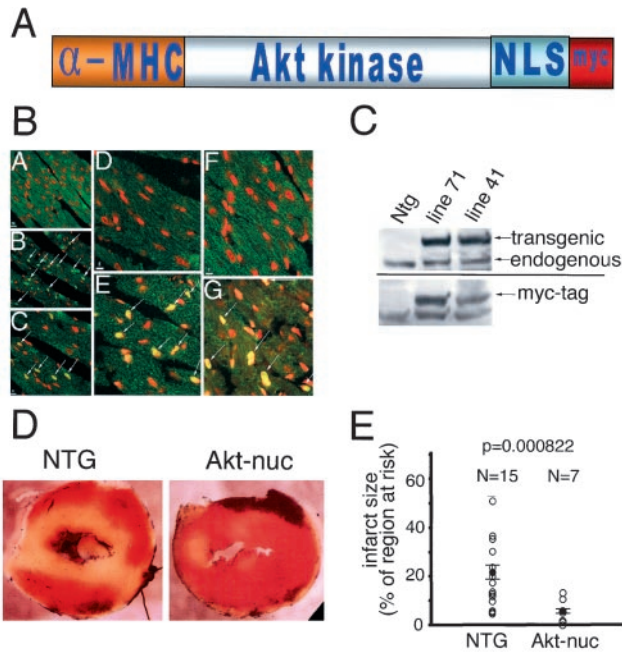 A
α-MHC Akt kinase NLS myc
B
A
B
C
D
E
F
G
C
Ntg line 71 line 41
transgenic
endogenous
myc-tag
D
NTG Akt-nuc
E
p=0.000822
N=15 N=7
infarct size
(% of region at risk)
60
40
20
0
NTG Akt-nuc